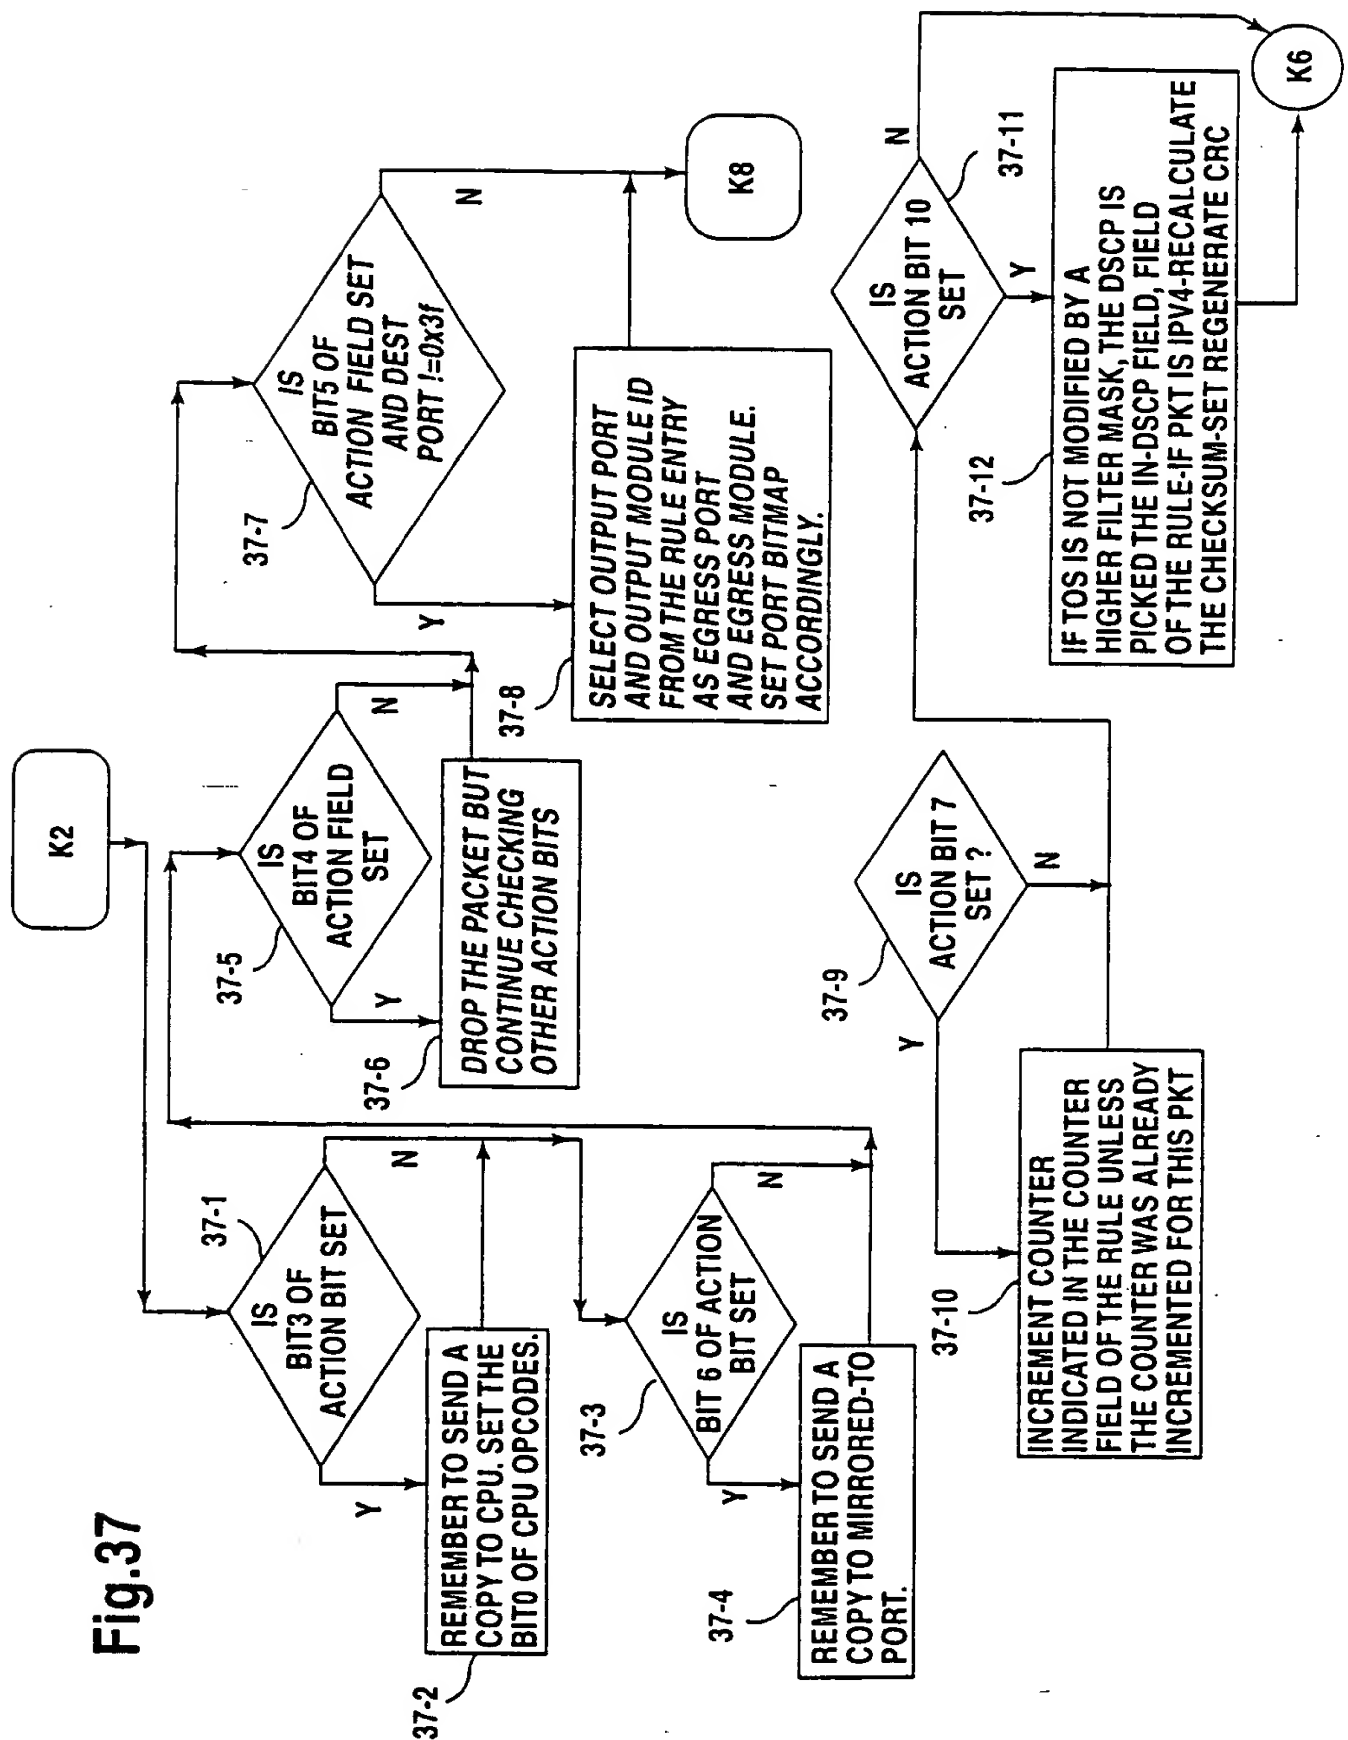 Fig.37
K2
37-1
IS
BIT3 OF
ACTION BIT SET
Y
N
37-2
REMEMBER TO SEND A
COPY TO CPU. SET THE
BIT0 OF CPU OPCODES.
37-3
IS
BIT 6 OF ACTION
BIT SET
Y
N
37-4
REMEMBER TO SEND A
COPY TO MIRRORED-TO
PORT.
37-5
IS
BIT4 OF
ACTION FIELD
SET
Y
N
37-6
DROP THE PACKET BUT
CONTINUE CHECKING
OTHER ACTION BITS
37-7
IS
BIT5 OF
ACTION FIELD SET
AND DEST
PORT !=0x3f
Y
N
37-8
SELECT OUTPUT PORT
AND OUTPUT MODULE ID
FROM THE RULE ENTRY
AS EGRESS PORT
AND EGRESS MODULE.
SET PORT BITMAP
ACCORDINGLY.
K8
37-9
IS
ACTION BIT 7
SET ?
Y
N
37-10
INCREMENT COUNTER
INDICATED IN THE COUNTER
FIELD OF THE RULE UNLESS
THE COUNTER WAS ALREADY
INCREMENTED FOR THIS PKT
37-11
IS
ACTION BIT 10
SET
N
Y
37-12
IF TOS IS NOT MODIFIED BY A
HIGHER FILTER MASK, THE DSCP IS
PICKED THE IN-DSCP FIELD, FIELD
OF THE RULE-IF PKT IS IPV4-RECALCULATE
THE CHECKSUM-SET REGENERATE CRC
K6